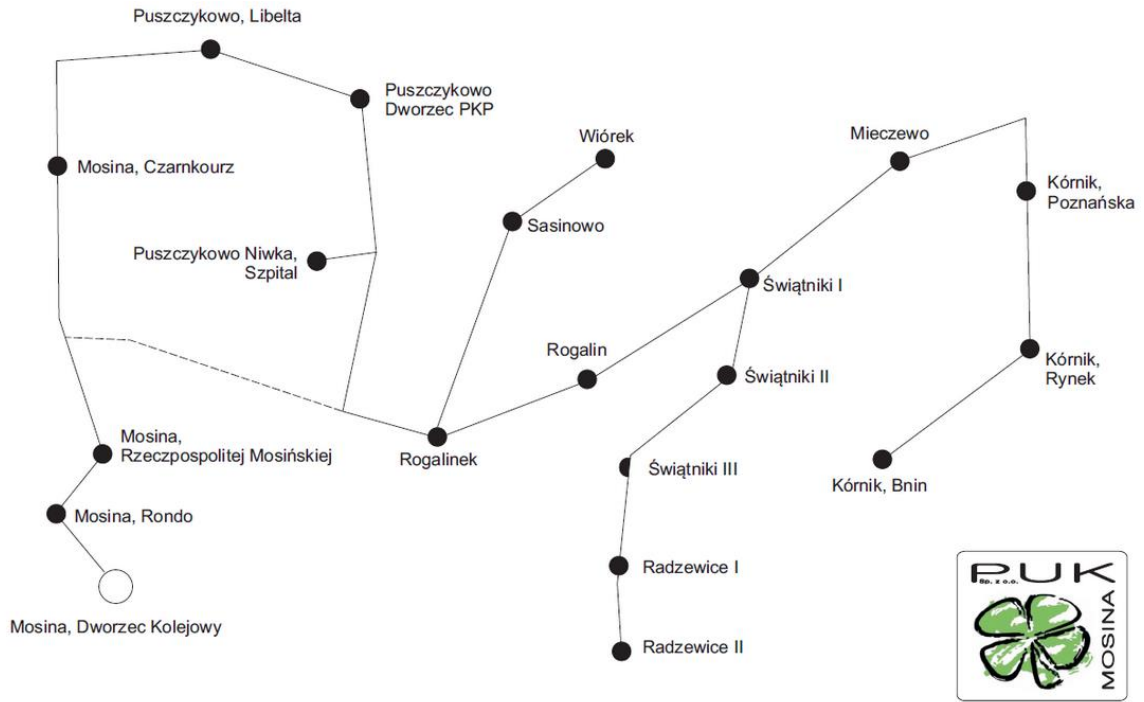 Puszczykowo, Libelta
Puszczykowo
Dworzec PKP
Wiórek
Mieczewo
Mosina, Czarnkourz
Kórnik,
Poznańska
Sasinowo
Puszczykowo Niwka,
Szpital
Świątniki I
Rogalin
Kórnik,
Rynek
Świątniki II
Mosina,
Rzeczpospolitej Mosińskiej
Rogalinek
Świątniki III
Kórnik, Bnin
Mosina, Rondo
Radzewice I
Mosina, Dworzec Kolejowy
Radzewice II
PUK
Sp. z o.o.
MOSINA